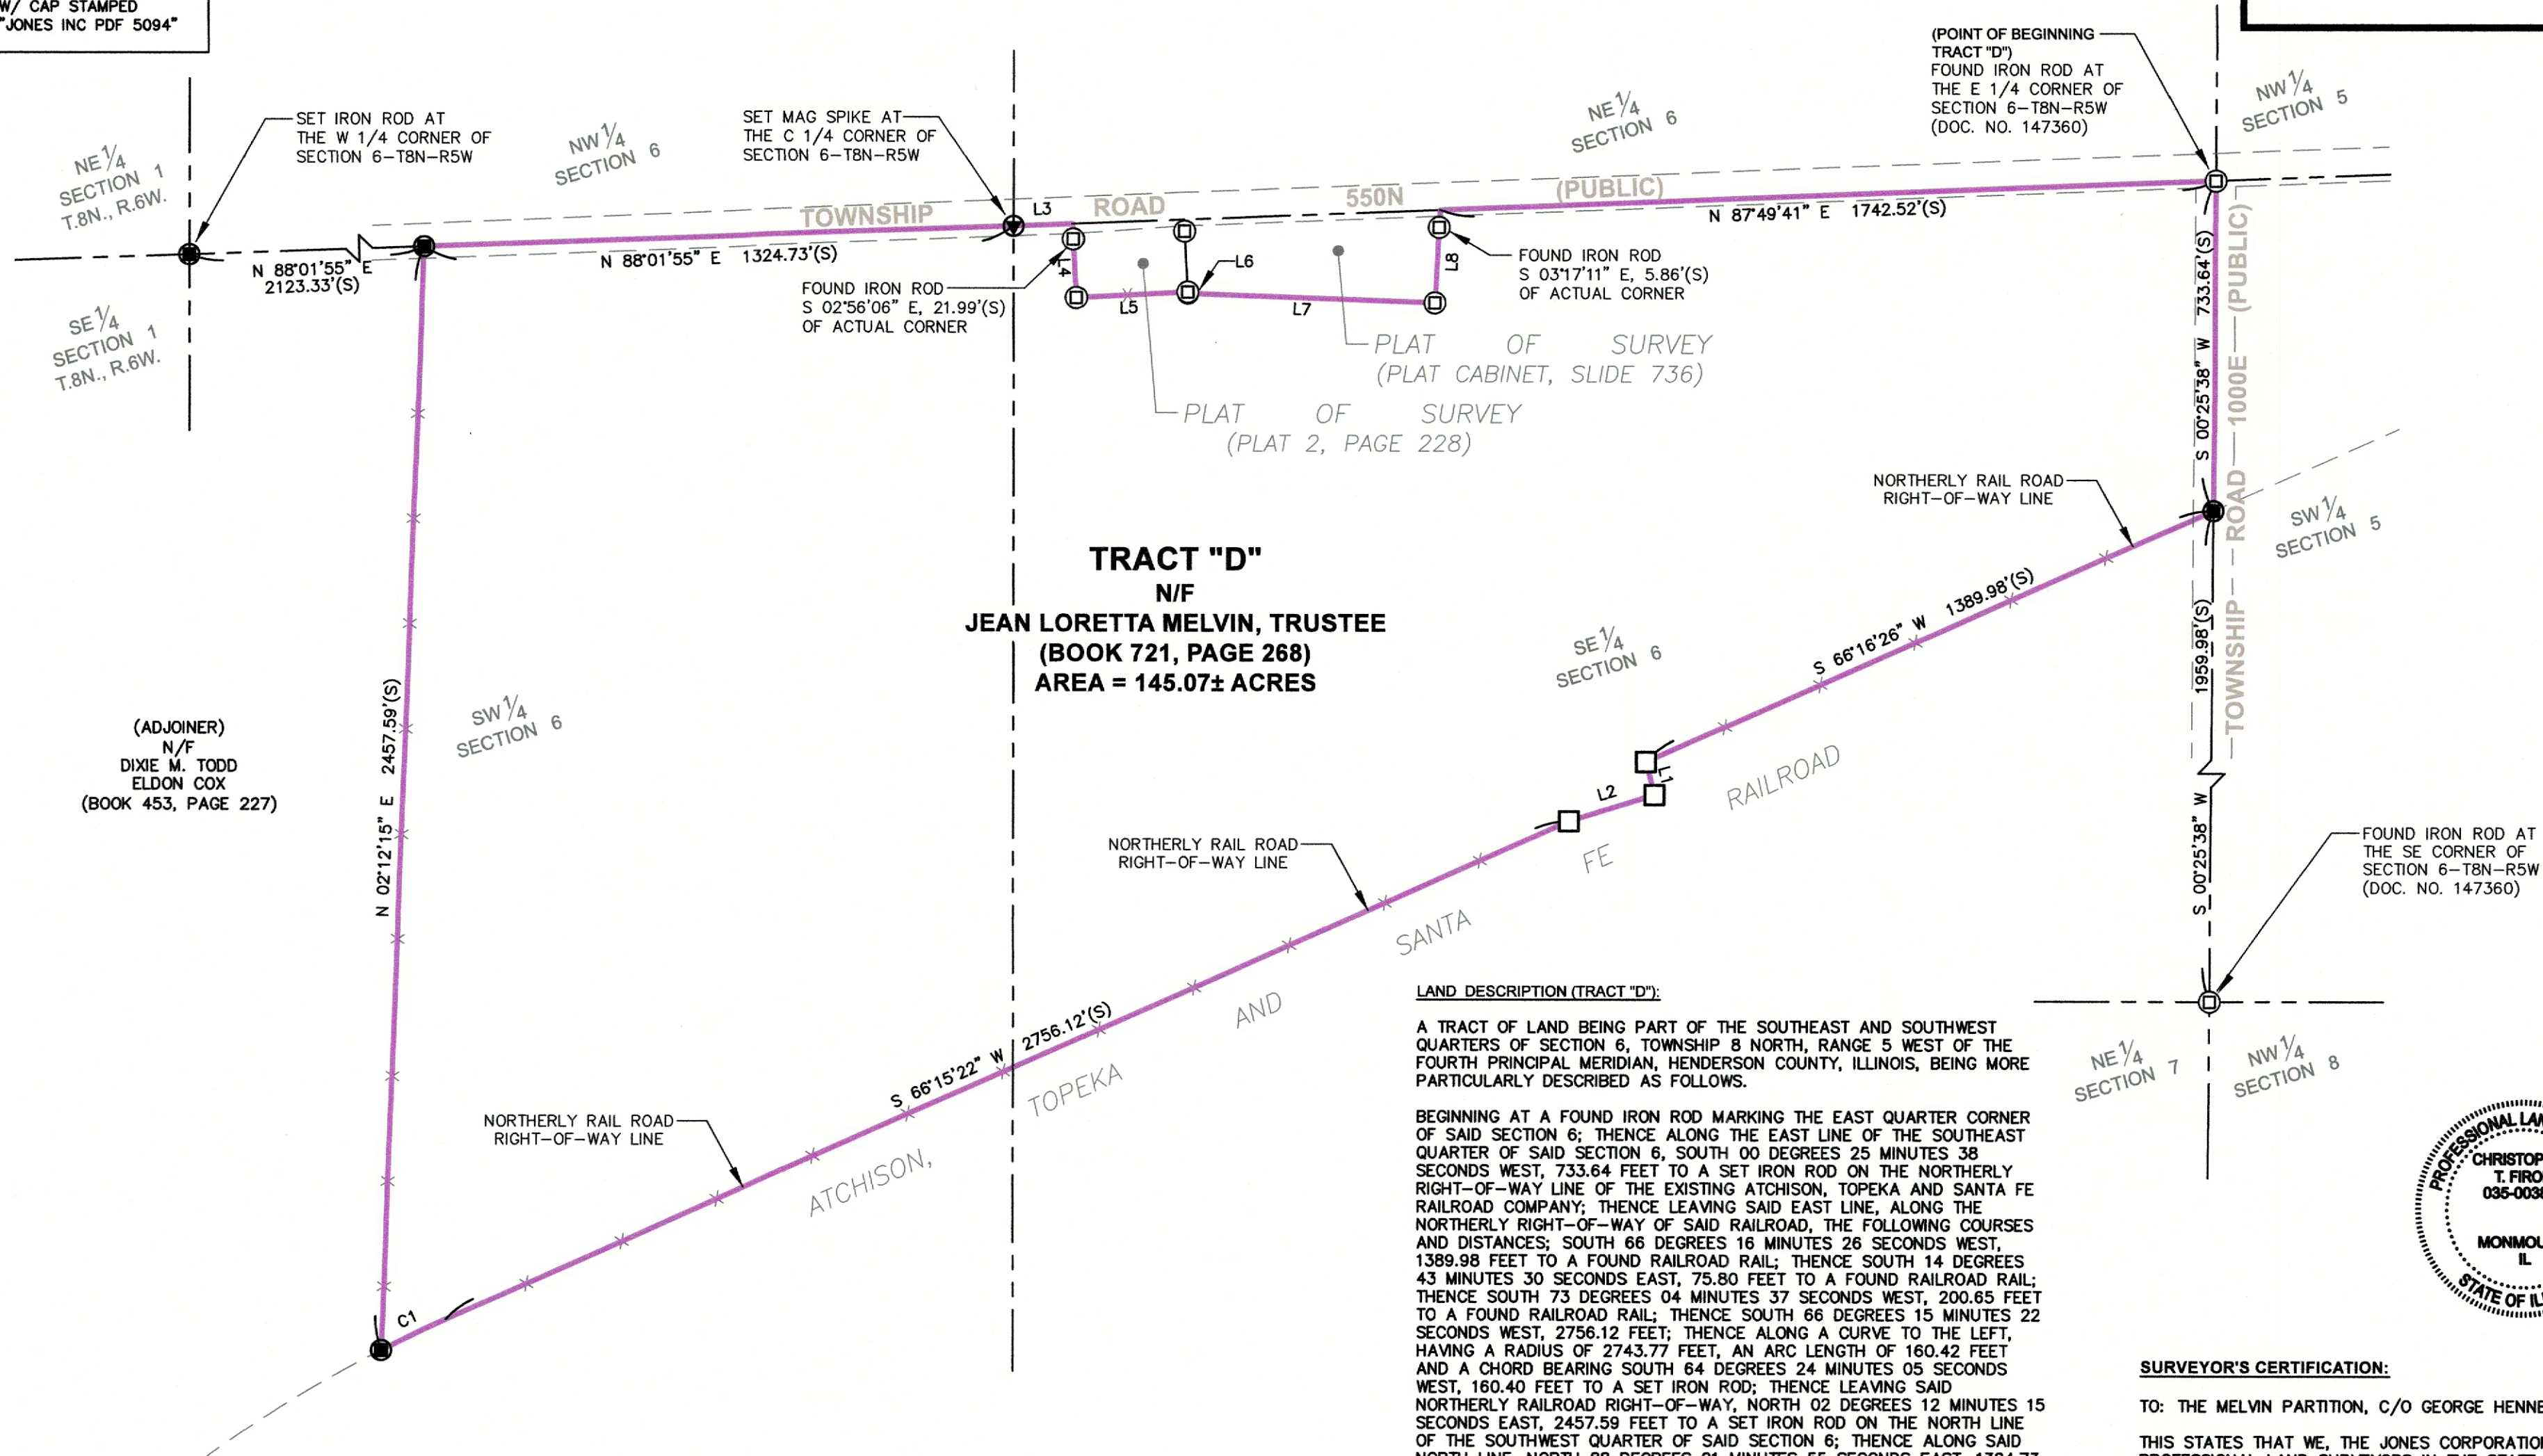 W/ CAP STAMPED
"JONES INC PDF 5094"
SET IRON ROD AT
THE W 1/4 CORNER OF
SECTION 6-T8N-R5W
NE 1/4
SECTION 1
T.8N., R.6W.
NW 1/4
SECTION 6
SET MAG SPIKE AT
THE C 1/4 CORNER OF
SECTION 6-T8N-R5W
NE 1/4
SECTION 6
(POINT OF BEGINNING
TRACT "D")
FOUND IRON ROD AT
THE E 1/4 CORNER OF
SECTION 6-T8N-R5W
(DOC. NO. 147360)
NW 1/4
SECTION 5
TOWNSHIP ROAD 550N (PUBLIC)
N 88°01'55" E
2123.33'(S)
N 88°01'55" E 1324.73'(S)
L3
N 87°49'41" E 1742.52'(S)
SE 1/4
SECTION 1
T.8N., R.6W.
FOUND IRON ROD
S 02°56'06" E, 21.99'(S)
OF ACTUAL CORNER
L4
L5
L6
L7
L8
FOUND IRON ROD
S 03°17'11" E, 5.86'(S)
OF ACTUAL CORNER
PLAT OF SURVEY
(PLAT CABINET, SLIDE 736)
PLAT OF SURVEY
(PLAT 2, PAGE 228)
S 00°25'38" W 733.64'(S)
TOWNSHIP ROAD 1000E (PUBLIC)
NORTHERLY RAIL ROAD
RIGHT-OF-WAY LINE
SW 1/4
SECTION 5
TRACT "D"
N/F
JEAN LORETTA MELVIN, TRUSTEE
(BOOK 721, PAGE 268)
AREA = 145.07± ACRES
SE 1/4
SECTION 6
S 66°16'26" W 1389.98'(S)
(ADJOINER)
N/F
DIXIE M. TODD
ELDON COX
(BOOK 453, PAGE 227)
N 02°12'15" E 2457.59'(S)
SW 1/4
SECTION 6
L1
L2
S 00°25'38" W 1959.98'(S)
NORTHERLY RAIL ROAD
RIGHT-OF-WAY LINE
FOUND IRON ROD AT
THE SE CORNER OF
SECTION 6-T8N-R5W
(DOC. NO. 147360)
S 66°15'22" W 2756.12'(S)
ATCHISON, TOPEKA AND SANTA FE RAILROAD
NORTHERLY RAIL ROAD
RIGHT-OF-WAY LINE
C1
NE 1/4
SECTION 7
NW 1/4
SECTION 8
LAND DESCRIPTION (TRACT "D"):
A TRACT OF LAND BEING PART OF THE SOUTHEAST AND SOUTHWEST
QUARTERS OF SECTION 6, TOWNSHIP 8 NORTH, RANGE 5 WEST OF THE
FOURTH PRINCIPAL MERIDIAN, HENDERSON COUNTY, ILLINOIS, BEING MORE
PARTICULARLY DESCRIBED AS FOLLOWS.
BEGINNING AT A FOUND IRON ROD MARKING THE EAST QUARTER CORNER
OF SAID SECTION 6; THENCE ALONG THE EAST LINE OF THE SOUTHEAST
QUARTER OF SAID SECTION 6, SOUTH 00 DEGREES 25 MINUTES 38
SECONDS WEST, 733.64 FEET TO A SET IRON ROD ON THE NORTHERLY
RIGHT-OF-WAY LINE OF THE EXISTING ATCHISON, TOPEKA AND SANTA FE
RAILROAD COMPANY; THENCE LEAVING SAID EAST LINE, ALONG THE
NORTHERLY RIGHT-OF-WAY OF SAID RAILROAD, THE FOLLOWING COURSES
AND DISTANCES; SOUTH 66 DEGREES 16 MINUTES 26 SECONDS WEST,
1389.98 FEET TO A FOUND RAILROAD RAIL; THENCE SOUTH 14 DEGREES
43 MINUTES 30 SECONDS EAST, 75.80 FEET TO A FOUND RAILROAD RAIL;
THENCE SOUTH 73 DEGREES 04 MINUTES 37 SECONDS WEST, 200.65 FEET
TO A FOUND RAILROAD RAIL; THENCE SOUTH 66 DEGREES 15 MINUTES 22
SECONDS WEST, 2756.12 FEET; THENCE ALONG A CURVE TO THE LEFT,
HAVING A RADIUS OF 2743.77 FEET, AN ARC LENGTH OF 160.42 FEET
AND A CHORD BEARING SOUTH 64 DEGREES 24 MINUTES 05 SECONDS
WEST, 160.40 FEET TO A SET IRON ROD; THENCE LEAVING SAID
NORTHERLY RAILROAD RIGHT-OF-WAY, NORTH 02 DEGREES 12 MINUTES 15
SECONDS EAST, 2457.59 FEET TO A SET IRON ROD ON THE NORTH LINE
OF THE SOUTHWEST QUARTER OF SAID SECTION 6; THENCE ALONG SAID
PROFESSIONAL LAN
CHRISTOP
T. FIRO
035-003
MONMOU
IL
STATE OF IL
SURVEYOR'S CERTIFICATION:
TO: THE MELVIN PARTITION, C/O GEORGE HENNE
THIS STATES THAT WE, THE JONES CORPORATIO